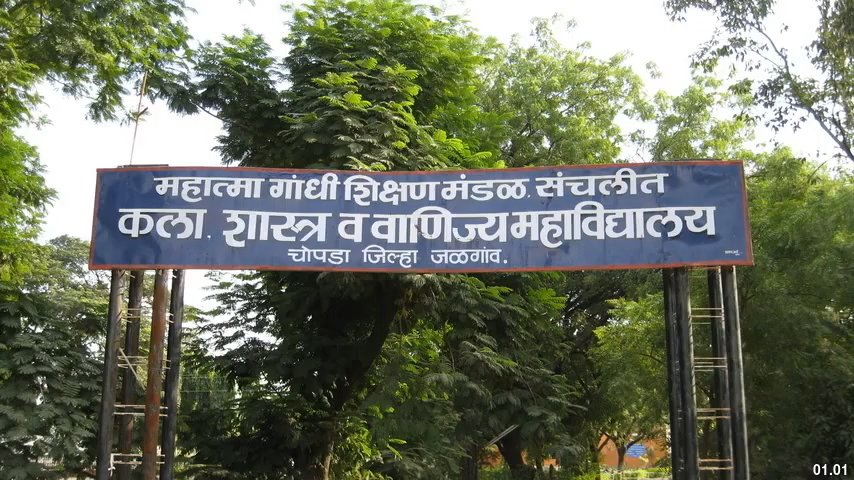 महात्मा गांधी शिक्षण मंडळ. संचलीत
कला. शास्त्र व वाणिज्य महाविद्यालय
चोपडा जिल्हा जळगांव.
01.01